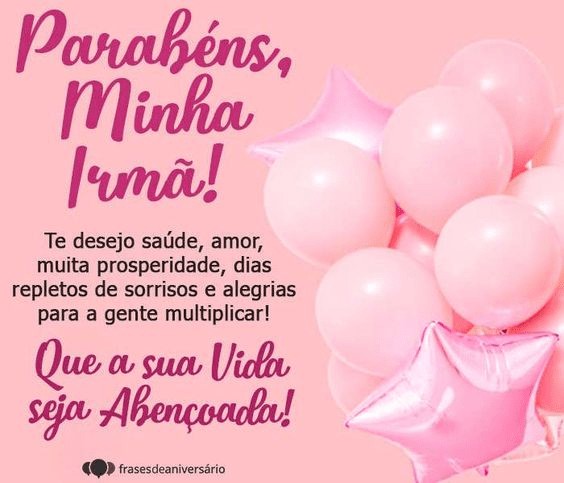 Parabéns,
Minha
Irmã!
Te desejo saúde, amor,
muita prosperidade, dias
repletos de sorrisos e alegrias
para a gente multiplicar!
Que a sua Vida
seja Abençoada!
frasesdeaniversário